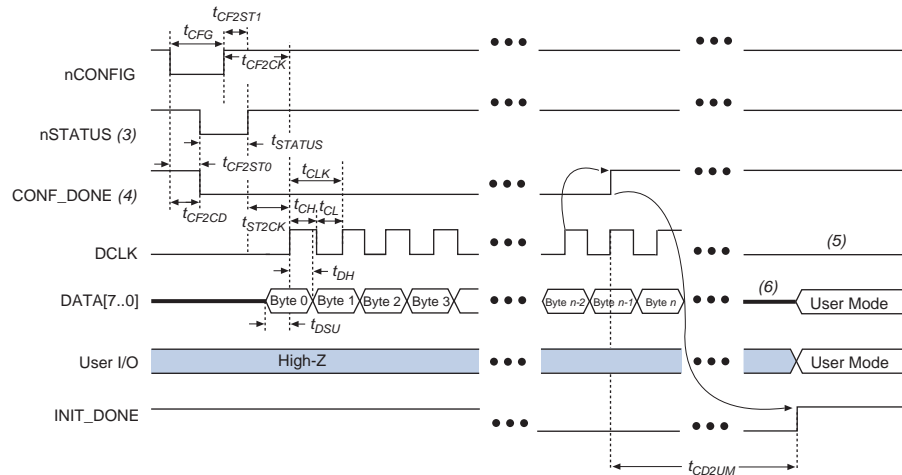 tCF2ST1
tCFG
tCF2CK
nCONFIG
nSTATUS (3)
tSTATUS
tCF2ST0
tCLK
CONF_DONE (4)
tCF2CD
tST2CK
tCH
tCL
DCLK
(5)
tDH
DATA[7..0]
Byte 0
Byte 1
Byte 2
Byte 3
Byte n-2
Byte n-1
Byte n
(6)
User Mode
tDSU
User I/O
High-Z
User Mode
INIT_DONE
tCD2UM